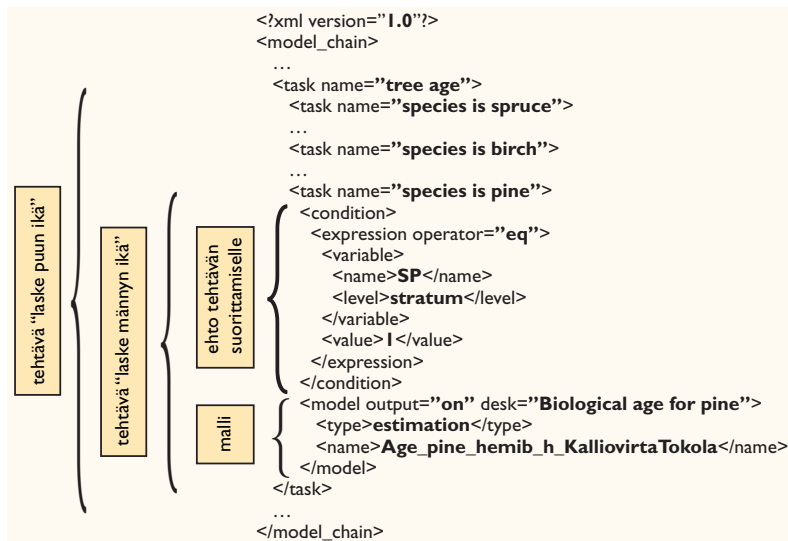 <?xml version=”1.0”?>
<model_chain>
…
<task name=”tree age”>
<task name=”species is spruce”>
…
<task name=”species is birch”>
…
<task name=”species is pine”>
<condition>
<expression operator=”eq”>
<variable>
<name>SP</name>
<level>stratum</level>
</variable>
<value>1</value>
</expression>
</condition>
<model output=”on” desk=”Biological age for pine”>
<type>estimation</type>
<name>Age_pine_hemib_h_KalliovirtaTokola</name>
</model>
</task>
…
</model_chain>
tehtävä “laske puun ikä”
tehtävä “laske männyn ikä”
ehto tehtävän
suorittamiselle
malli